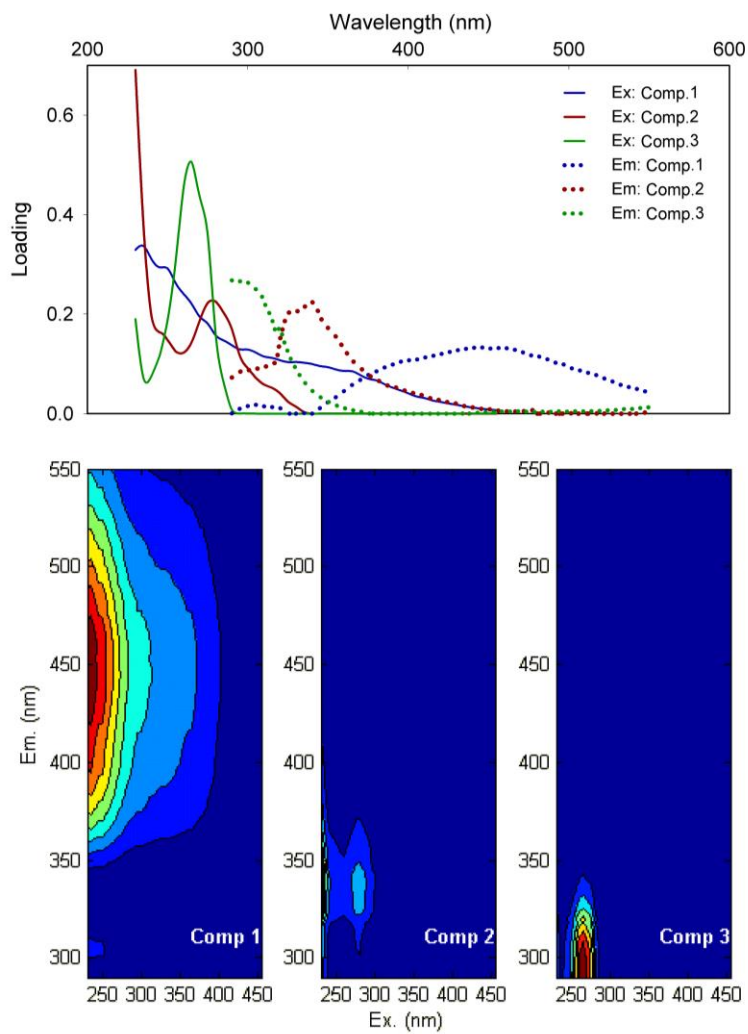 Wavelength (nm)
200 300 400 500 600
0.6
0.4
0.2
0.0
Loading
Ex: Comp.1
Ex: Comp.2
Ex: Comp.3
Em: Comp.1
Em: Comp.2
Em: Comp.3
550
500
450
400
350
300
Em. (nm)
Comp 1
250 300 350 400 450
550
500
450
400
350
300
Comp 2
250 300 350 400 450
550
500
450
400
350
300
Comp 3
250 300 350 400 450
Ex. (nm)